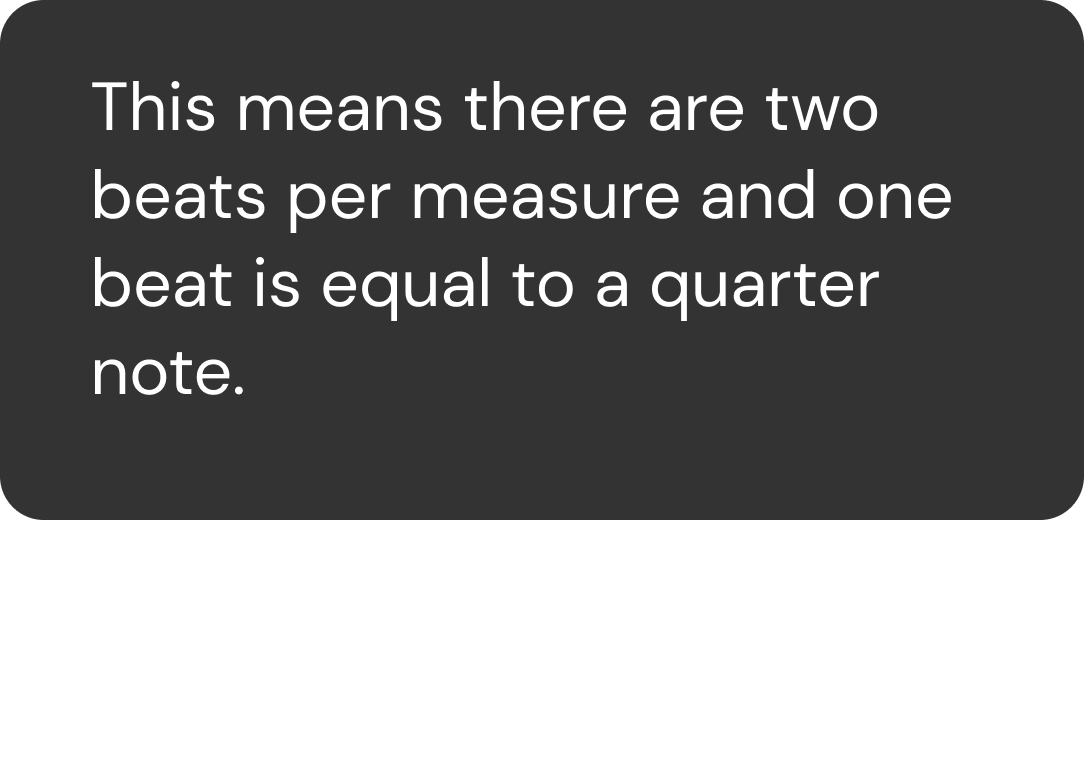 This means there are two
beats per measure and one
beat is equal to a quarter
note.